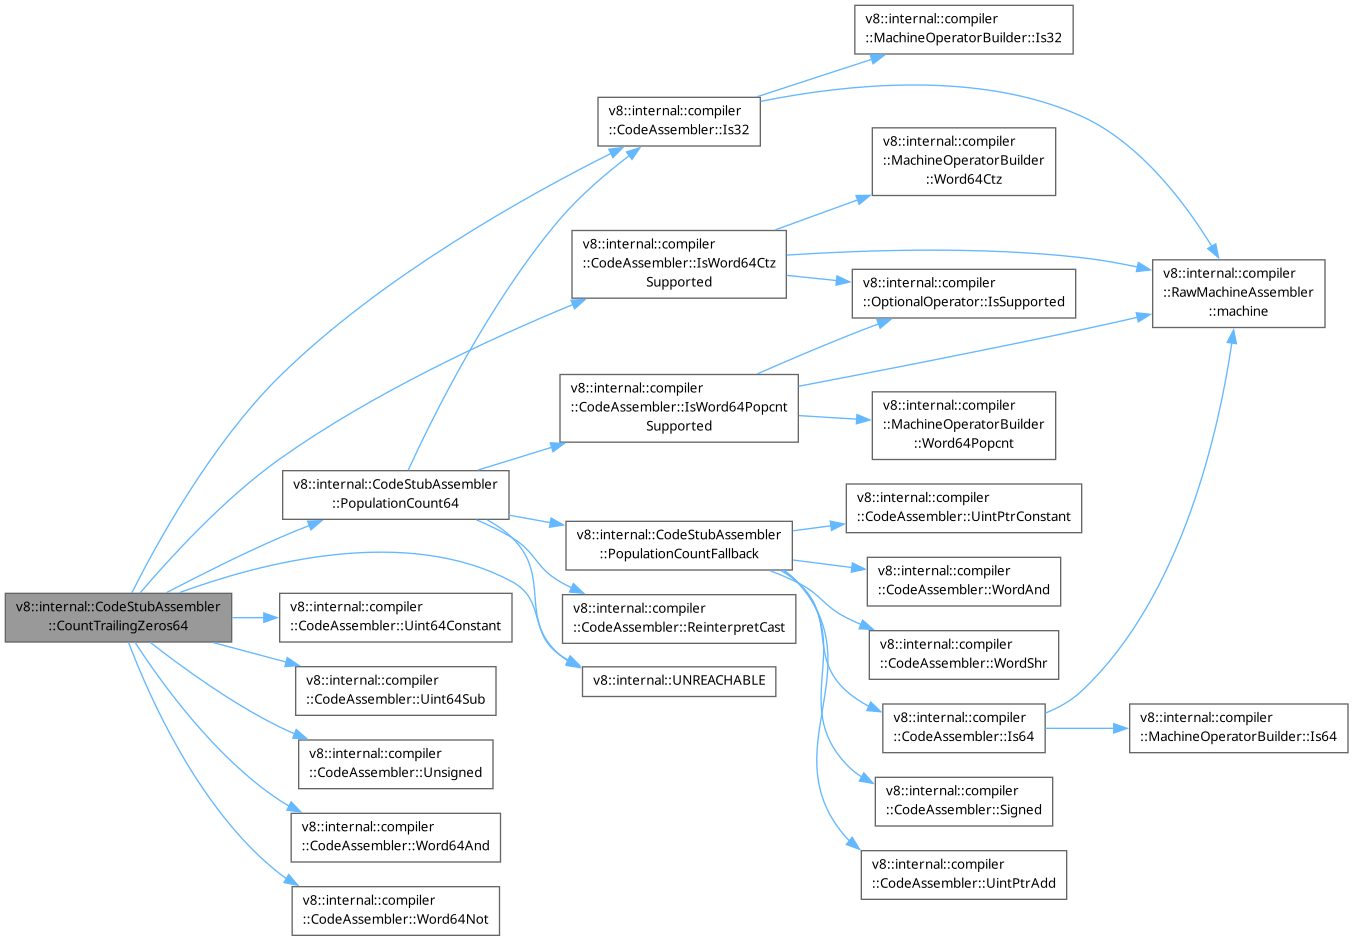 v8::internal::compiler
::MachineOperatorBuilder::Is32
v8::internal::compiler
::CodeAssembler::Is32
v8::internal::compiler
::MachineOperatorBuilder
::Word64Ctz
v8::internal::compiler
::CodeAssembler::IsWord64Ctz
Supported
v8::internal::compiler
::RawMachineAssembler
::machine
v8::internal::compiler
::OptionalOperator::IsSupported
v8::internal::compiler
::CodeAssembler::IsWord64Popcnt
Supported
v8::internal::compiler
::MachineOperatorBuilder
::Word64Popcnt
v8::internal::CodeStubAssembler
::PopulationCount64
v8::internal::compiler
::CodeAssembler::UintPtrConstant
v8::internal::CodeStubAssembler
::PopulationCountFallback
v8::internal::compiler
::CodeAssembler::WordAnd
v8::internal::CodeStubAssembler
::CountTrailingZeros64
v8::internal::compiler
::CodeAssembler::Uint64Constant
v8::internal::compiler
::CodeAssembler::ReinterpretCast
v8::internal::compiler
::CodeAssembler::WordShr
v8::internal::compiler
::CodeAssembler::Uint64Sub
v8::internal::UNREACHABLE
v8::internal::compiler
::CodeAssembler::Is64
v8::internal::compiler
::MachineOperatorBuilder::Is64
v8::internal::compiler
::CodeAssembler::Unsigned
v8::internal::compiler
::CodeAssembler::Signed
v8::internal::compiler
::CodeAssembler::Word64And
v8::internal::compiler
::CodeAssembler::UintPtrAdd
v8::internal::compiler
::CodeAssembler::Word64Not